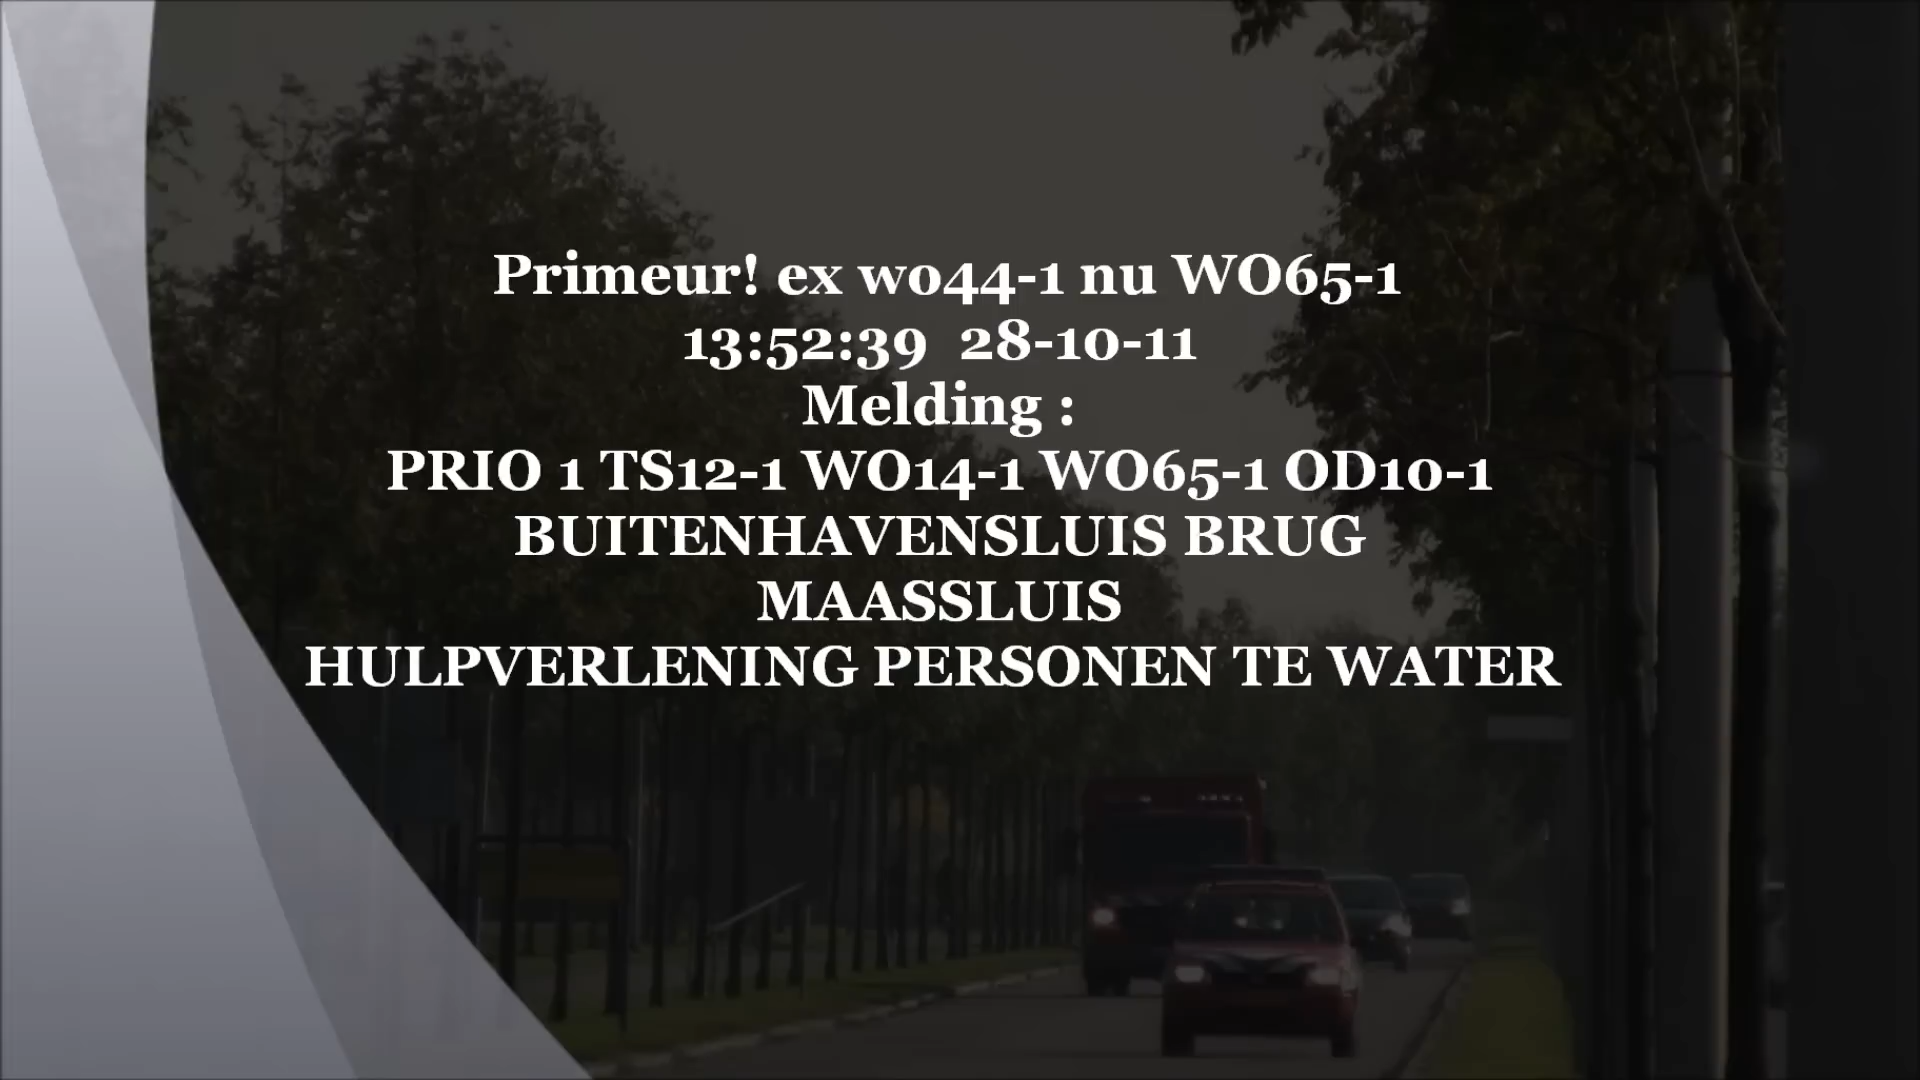 Primeur! ex wo44-1 nu WO65-1
13:52:39 28-10-11
Melding :
PRIO 1 TS12-1 WO14-1 WO65-1 OD10-1
BUITENHAVENSLUIS BRUG
MAASSLUIS
HULPVERLENING PERSONEN TE WATER